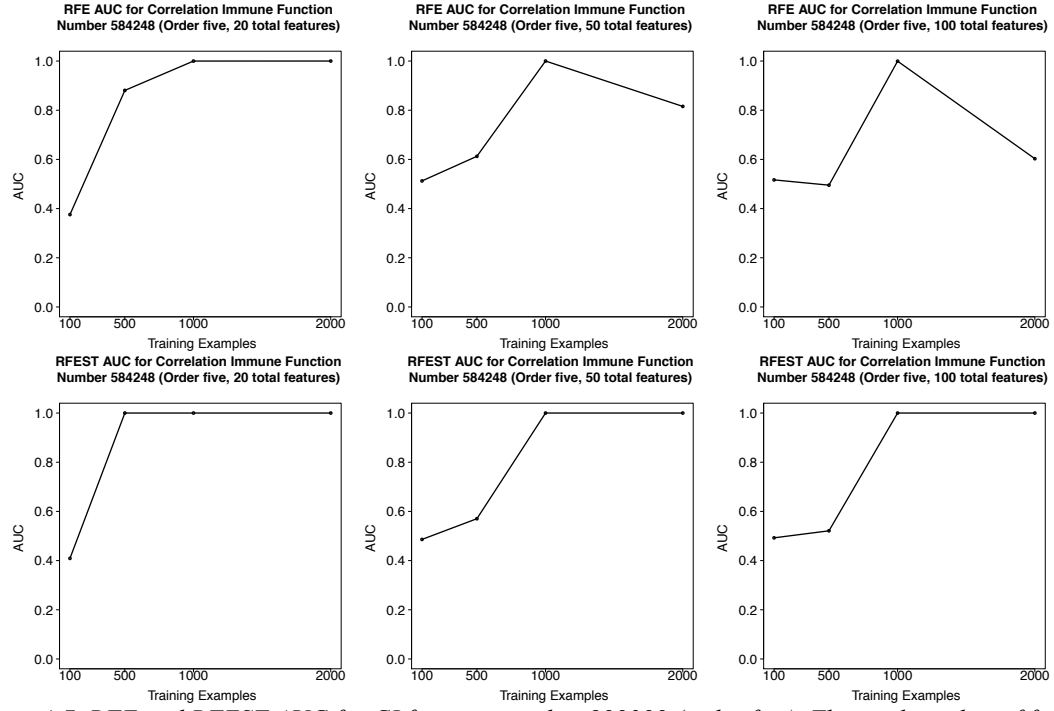 RFE AUC for Correlation Immune Function
Number 584248 (Order five, 20 total features)
AUC
1.0
0.8
0.6
0.4
0.2
0.0
100
500
1000
2000
Training Examples
RFE AUC for Correlation Immune Function
Number 584248 (Order five, 50 total features)
AUC
1.0
0.8
0.6
0.4
0.2
0.0
100
500
1000
2000
Training Examples
RFE AUC for Correlation Immune Function
Number 584248 (Order five, 100 total features)
AUC
1.0
0.8
0.6
0.4
0.2
0.0
100
500
1000
2000
Training Examples
RFEST AUC for Correlation Immune Function
Number 584248 (Order five, 20 total features)
AUC
1.0
0.8
0.6
0.4
0.2
0.0
100
500
1000
2000
Training Examples
RFEST AUC for Correlation Immune Function
Number 584248 (Order five, 50 total features)
AUC
1.0
0.8
0.6
0.4
0.2
0.0
100
500
1000
2000
Training Examples
RFEST AUC for Correlation Immune Function
Number 584248 (Order five, 100 total features)
AUC
1.0
0.8
0.6
0.4
0.2
0.0
100
500
1000
2000
Training Examples